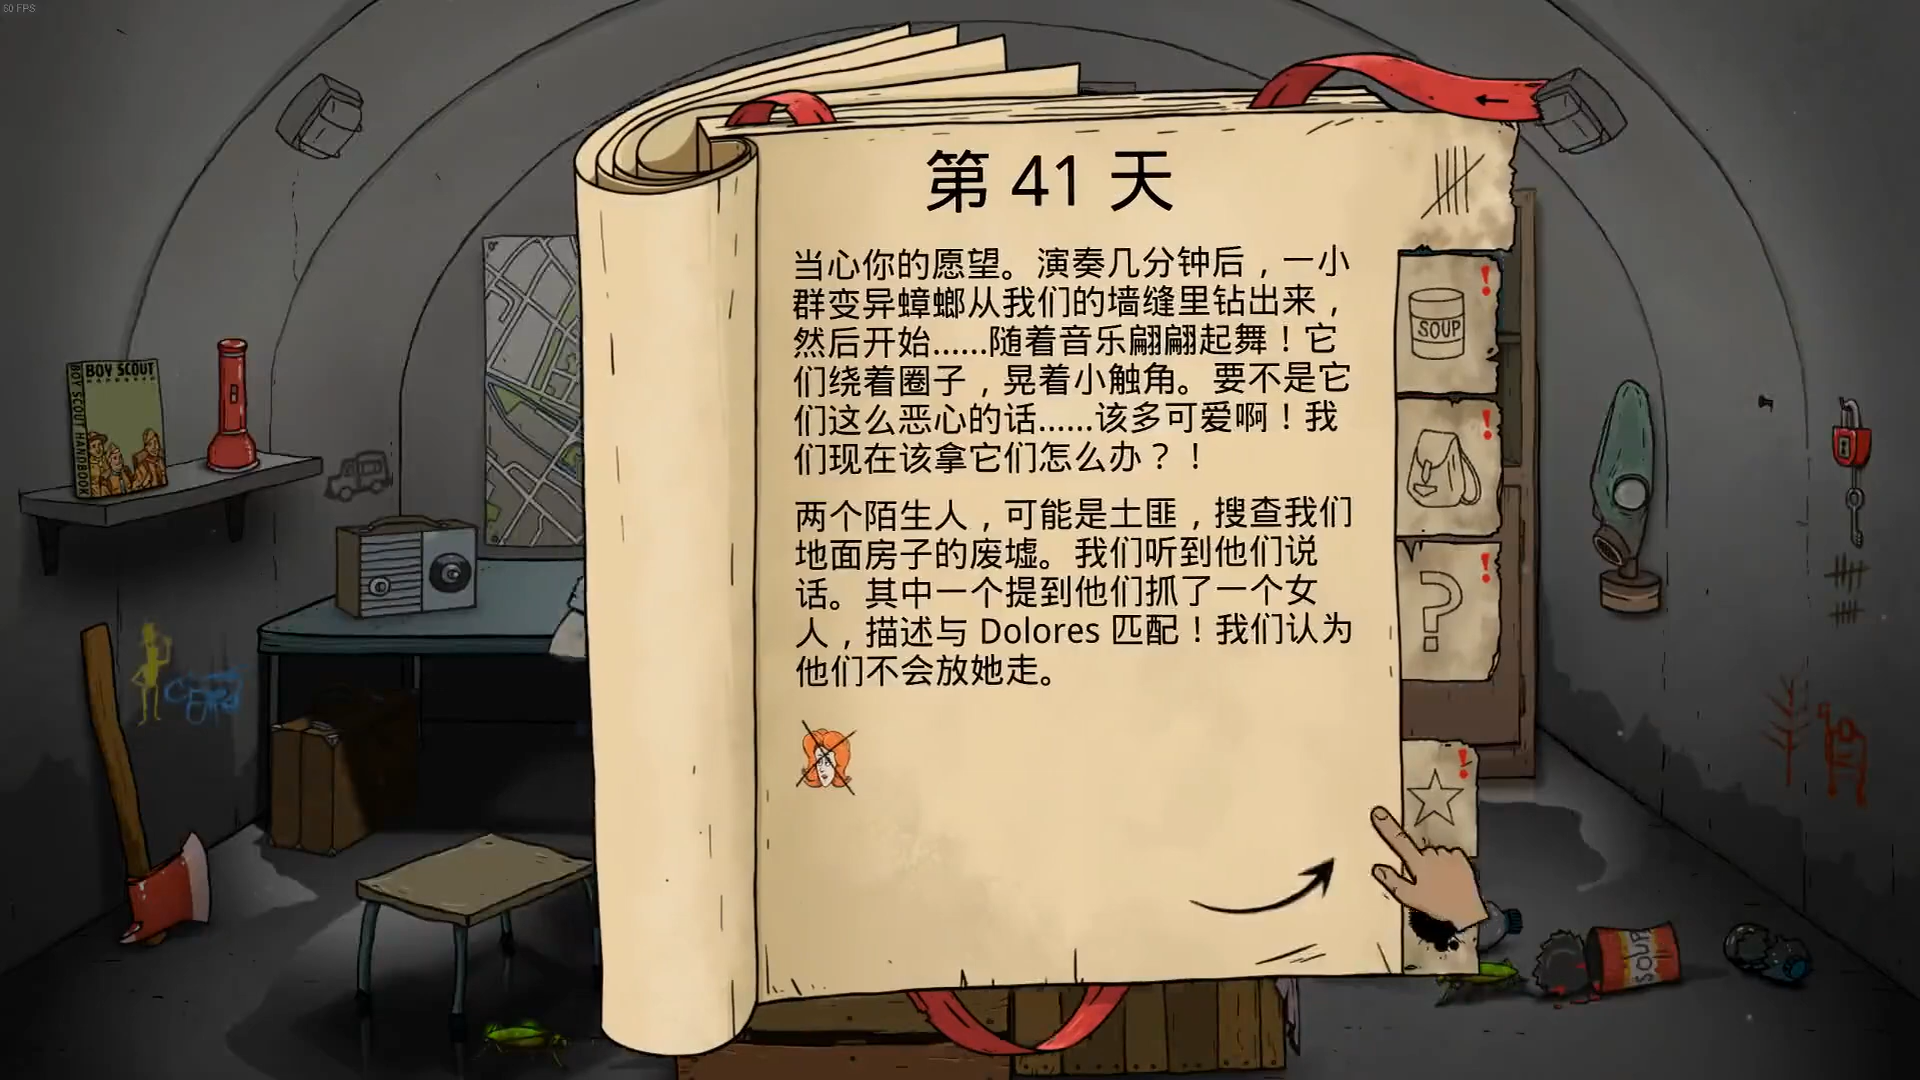 60 FPS
第 41 天
当心你的愿望。演奏几分钟后，一小
群变异蟑螂从我们的墙缝里钻出来，
然后开始……随着音乐翩翩起舞！它
们绕着圈子，晃着小触角。要不是它
们这么恶心的话……该多可爱啊！我
们现在该拿它们怎么办？！
两个陌生人，可能是土匪，搜查我们
地面房子的废墟。我们听到他们说
话。其中一个提到他们抓了一个女
人，描述与 Dolores 匹配！我们认为
他们不会放她走。
SOUP
!
!
?
!
!
BOY SCOUT
BOY SCOUT HANDBOOK
SOUP